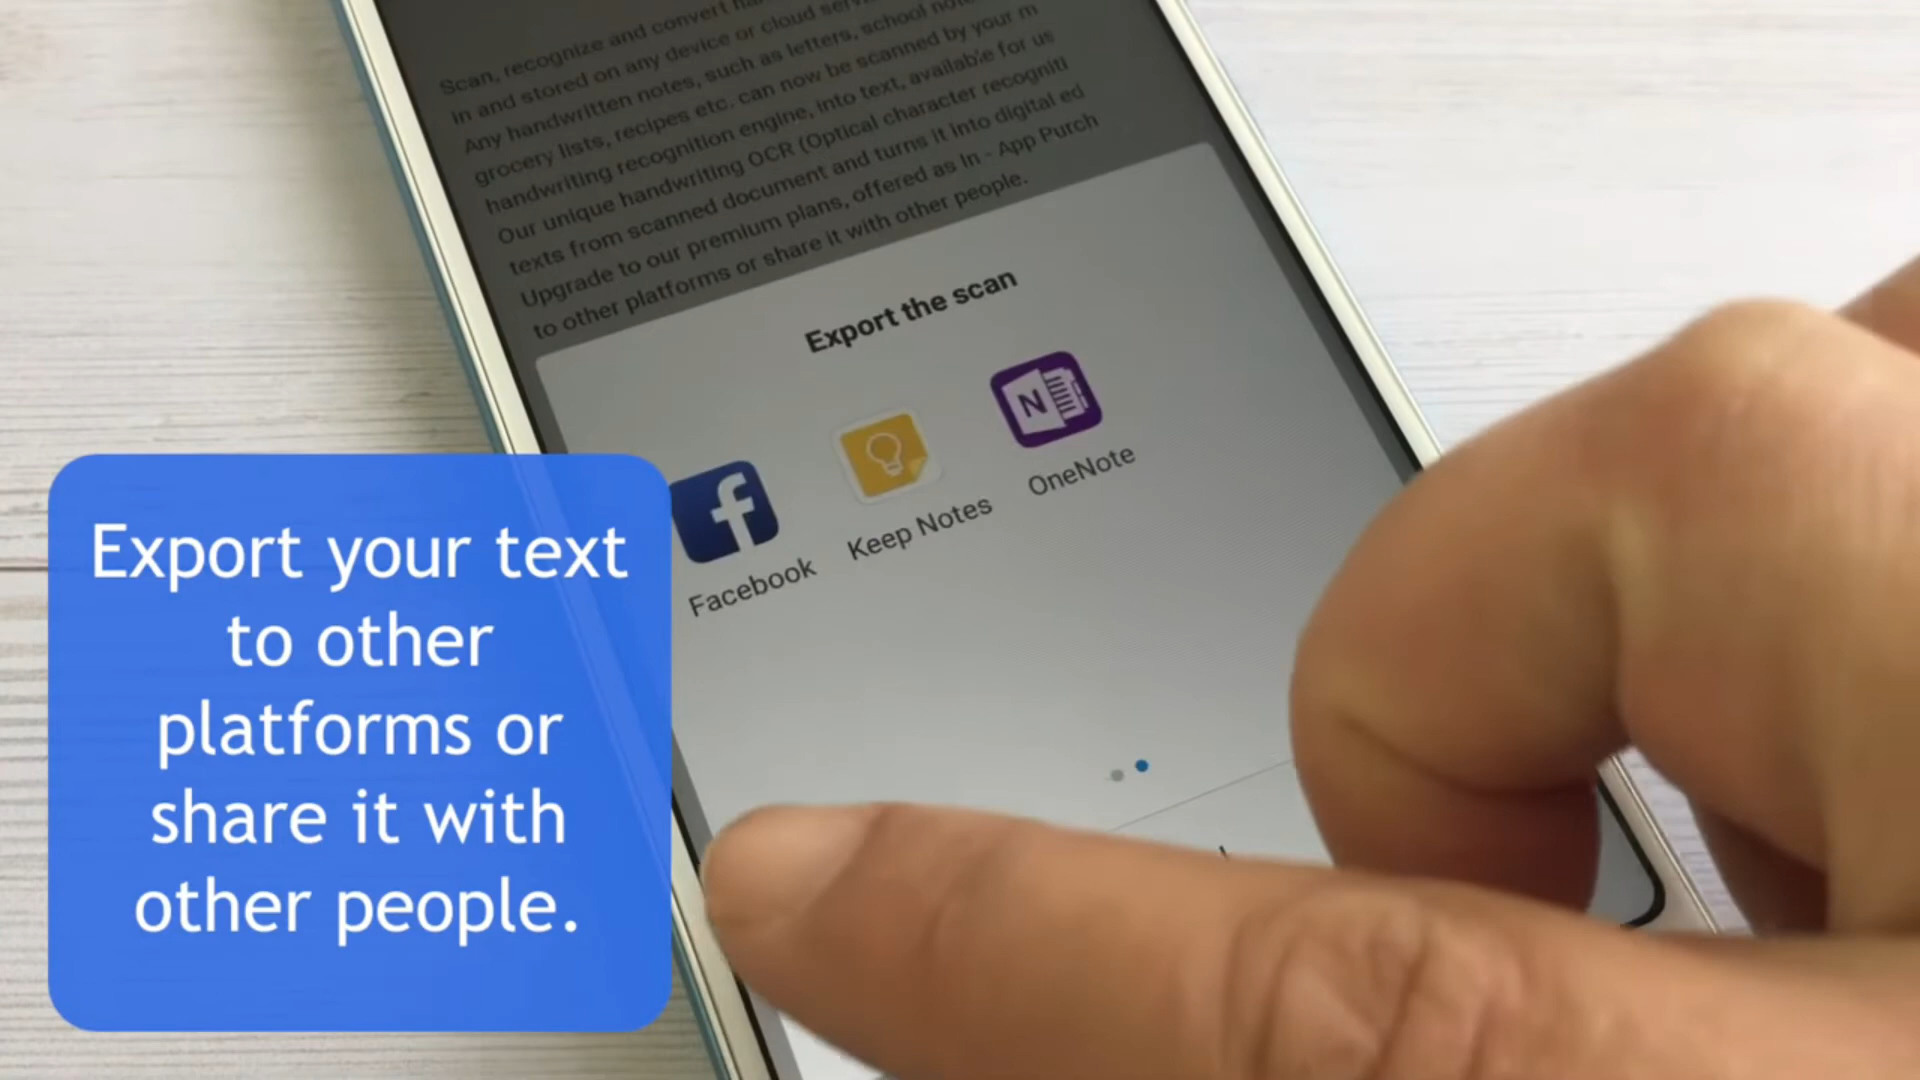 Scan, recognize and convert
in and stored on any device or cloud
Any handwritten notes, such as letters, school
grocery lists, recipes etc. can now be scanned by your m
handwriting recognition engine, into text, available for us
Our unique handwriting OCR (Optical character recogniti
texts from scanned document and turns it into digital ed
Upgrade to our premium plans, offered as In - App Purch
to other platforms or share it with other people.
Export the scan
N
f
Facebook
Keep Notes
OneNote
Export your text
to other
platforms or
share it with
other people.